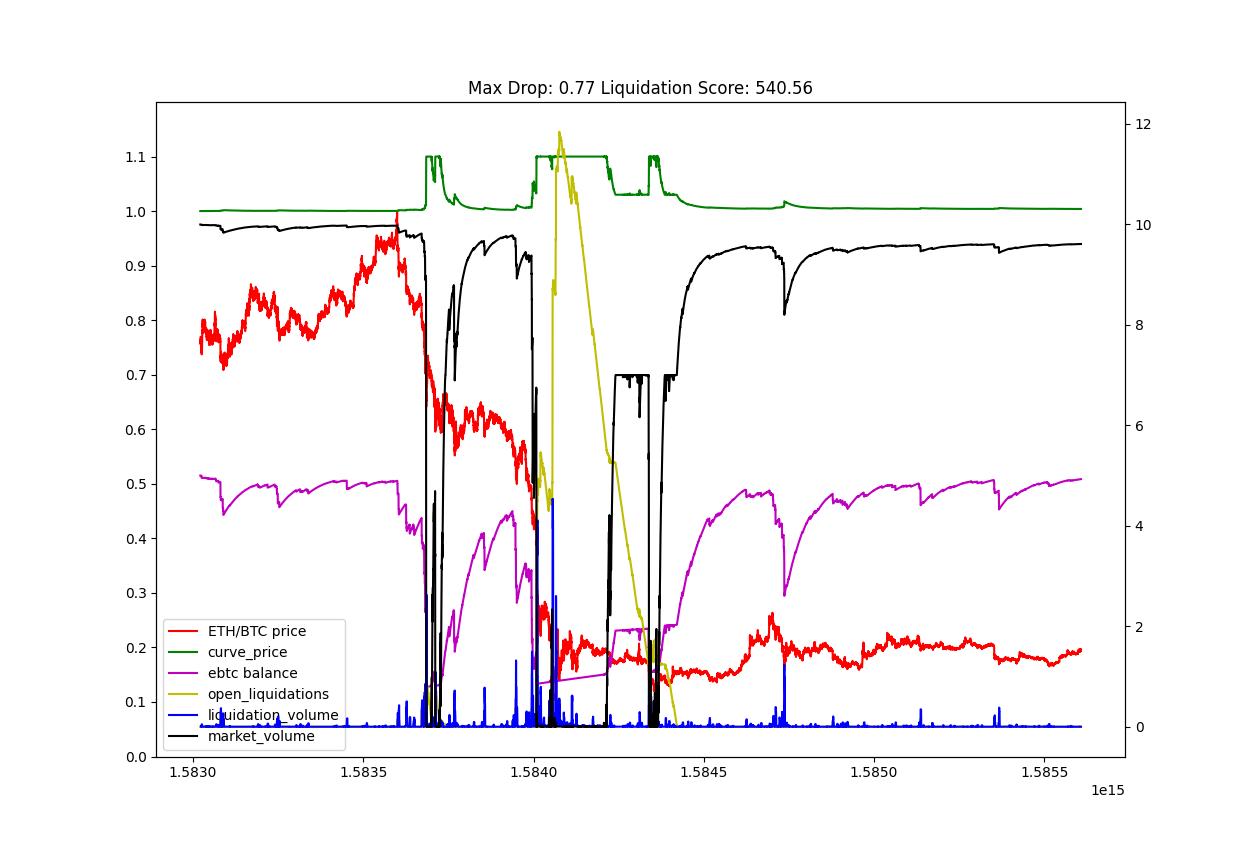 Max Drop: 0.77 Liquidation Score: 540.56
1.1
1.0
0.9
0.8
0.7
0.6
0.5
0.4
0.3
0.2
0.1
0.0
12
10
8
6
4
2
0
ETH/BTC price
curve_price
ebtc balance
open_liquidations
liquidation_volume
market_volume
1.5830 1.5835 1.5840 1.5845 1.5850 1.5855
1e15